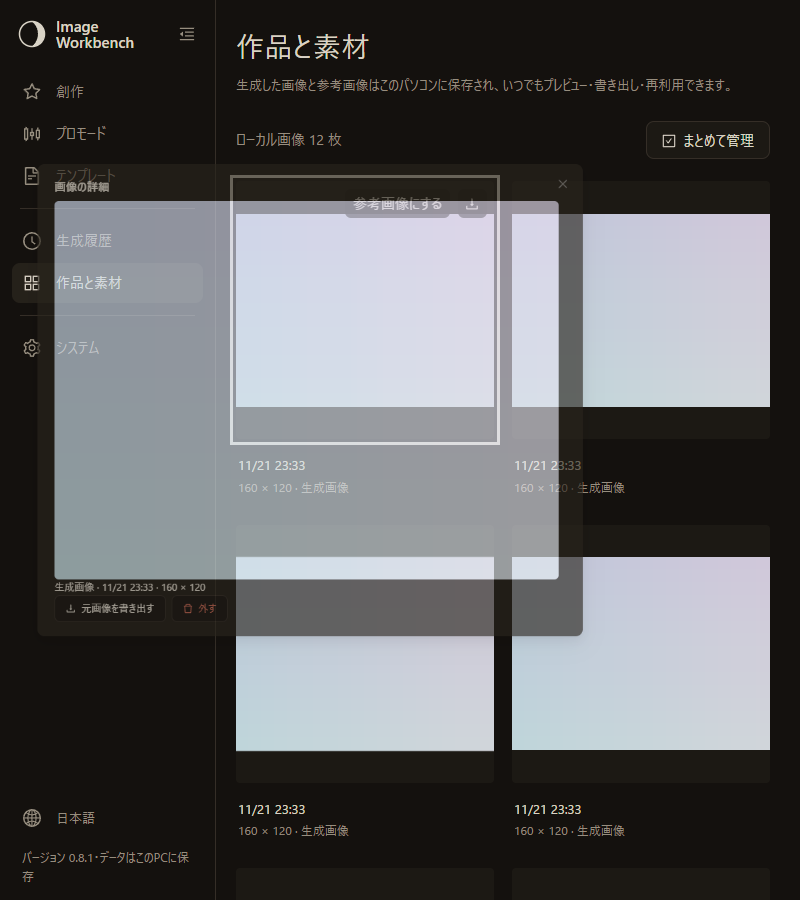 Image
Workbench
創作
プロモード
テンプレート
生成履歴
作品と素材
システム
日本語
バージョン 0.8.1・データはこのPCに保
存
作品と素材
生成した画像と参考画像はこのパソコンに保存され、いつでもプレビュー・書き出し・再利用できます。
ローカル画像 12 枚
まとめて管理
画像の詳細
参考画像にする
11/21 23:33
160 × 120 · 生成画像
11/21 23:33
160 × 120 · 生成画像
生成画像 · 11/21 23:33 · 160 × 120
元画像を書き出す
外す
11/21 23:33
160 × 120 · 生成画像
11/21 23:33
160 × 120 · 生成画像